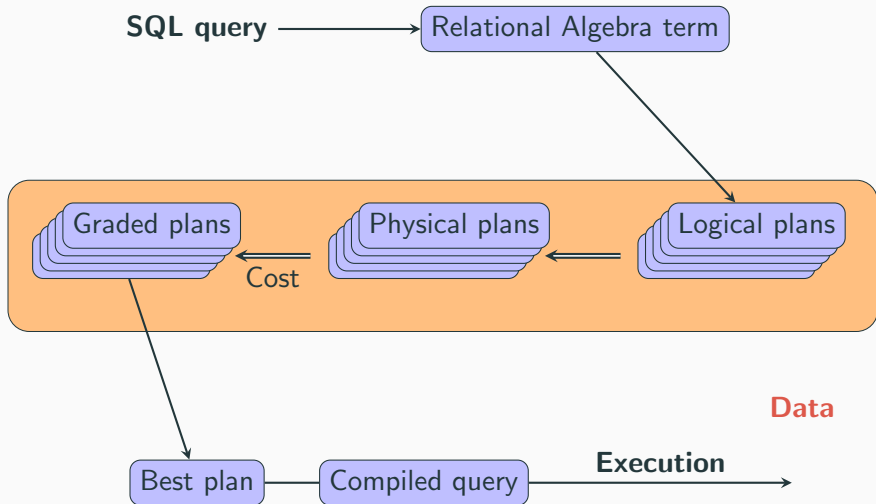 SQL query
Relational Algebra term
Graded plans
Physical plans
Logical plans
Cost
Data
Best plan
Compiled query
Execution